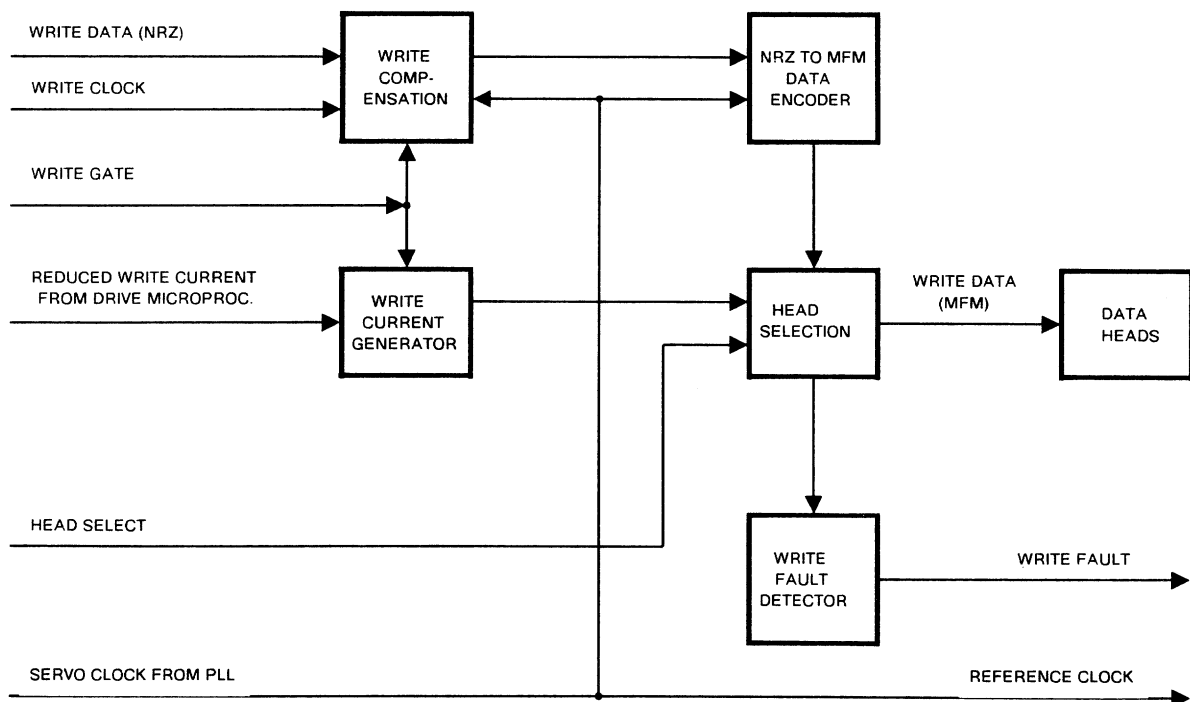 WRITE DATA (NRZ)
WRITE CLOCK
WRITE
COMP-
ENSATION
NRZ TO MFM
DATA
ENCODER
WRITE GATE
REDUCED WRITE CURRENT
FROM DRIVE MICROPROC.
WRITE
CURRENT
GENERATOR
HEAD
SELECTION
WRITE DATA
(MFM)
DATA
HEADS
HEAD SELECT
WRITE
FAULT
DETECTOR
WRITE FAULT
SERVO CLOCK FROM PLL
REFERENCE CLOCK